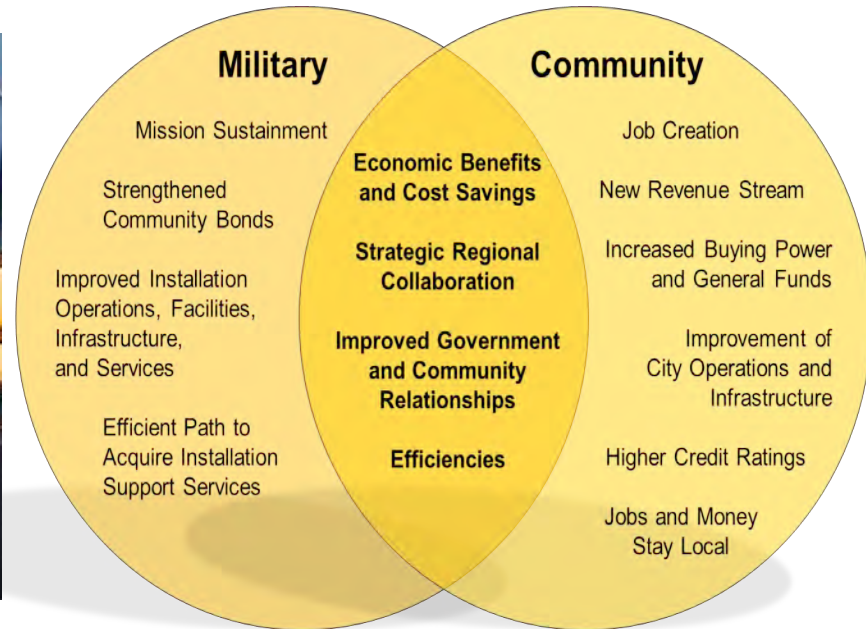 Military
Mission Sustainment
Strengthened
Community Bonds
Improved Installation
Operations, Facilities,
Infrastructure,
and Services
Efficient Path to
Acquire Installation
Support Services
Economic Benefits
and Cost Savings
Strategic Regional
Collaboration
Improved Government
and Community
Relationships
Efficiencies
Community
Job Creation
New Revenue Stream
Increased Buying Power
and General Funds
Improvement of
City Operations and
Infrastructure
Higher Credit Ratings
Jobs and Money
Stay Local